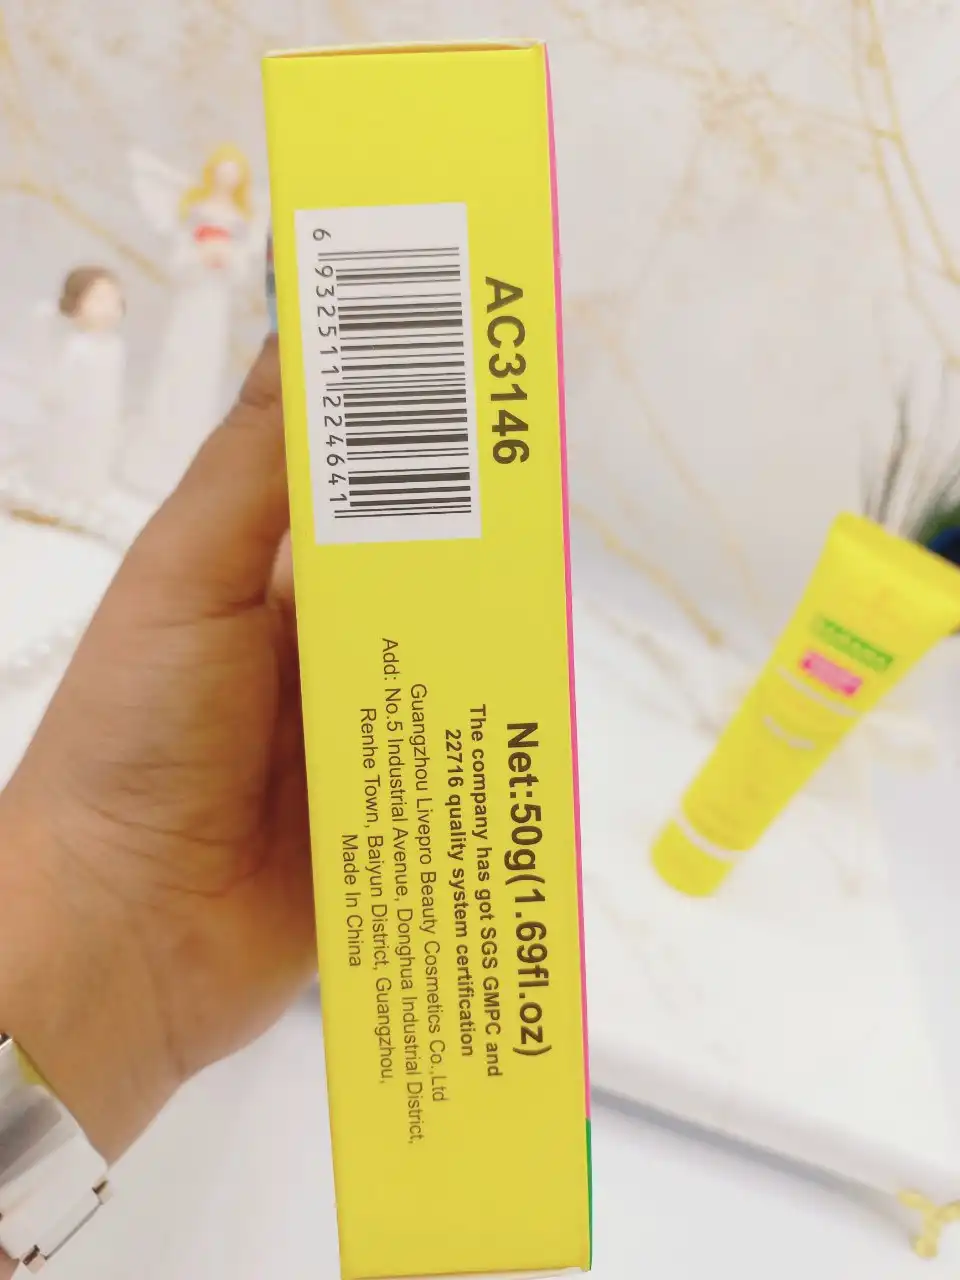 AC3146
6 932511 224641
Net:50g(1.69fl.oz)
The company has got SGS GMPC and
22716 quality system certification
Guangzhou Livepro Beauty Cosmetics Co.,Ltd
Add: No.5 Industrial Avenue, Donghua Industrial District,
Renhe Town, Baiyun District, Guangzhou,
Made In China